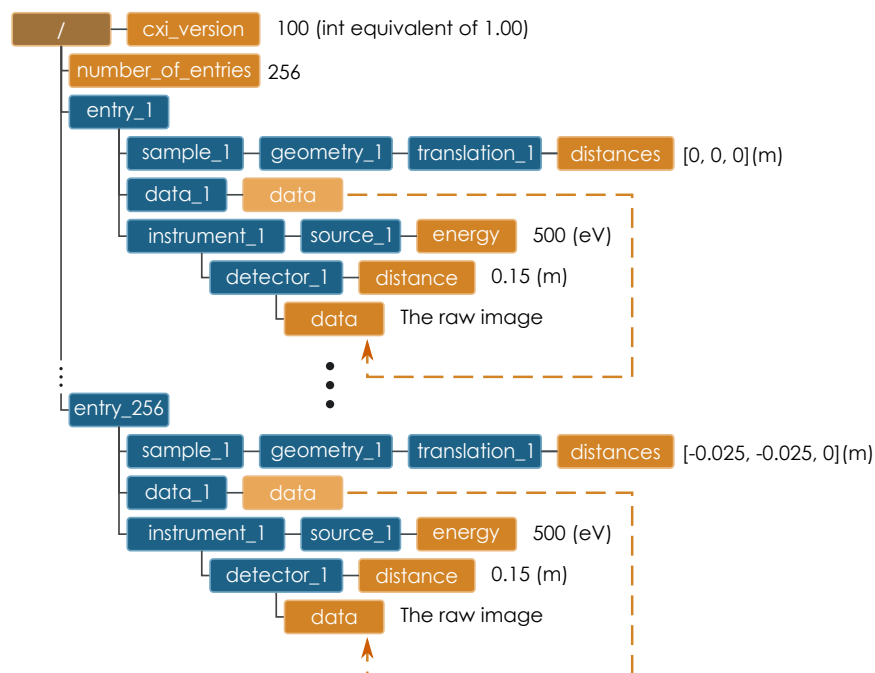 / cxi_version 100 (int equivalent of 1.00)
number_of_entries 256
entry_1
sample_1 geometry_1 translation_1 distances [0, 0, 0](m)
data_1 data
instrument_1 source_1 energy 500 (eV)
detector_1 distance 0.15 (m)
data The raw image
entry_256
sample_1 geometry_1 translation_1 distances [-0.025, -0.025, 0](m)
data_1 data
instrument_1 source_1 energy 500 (eV)
detector_1 distance 0.15 (m)
data The raw image